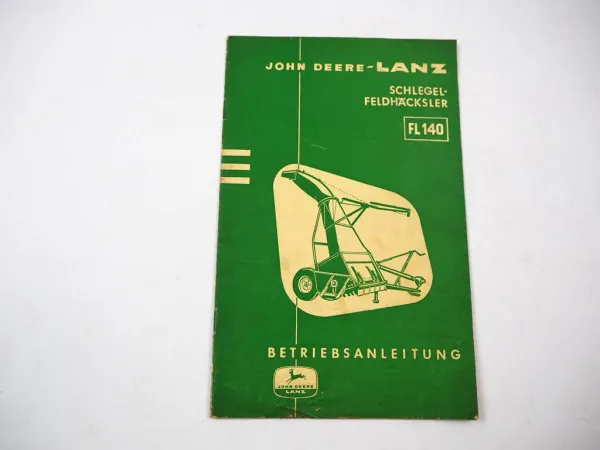 JOHN DEERE-LANZ
SCHLEGEL-
FELDHÄCKSLER
FL 140
BETRIEBSANLEITUNG
JOHN DEERE
LANZ